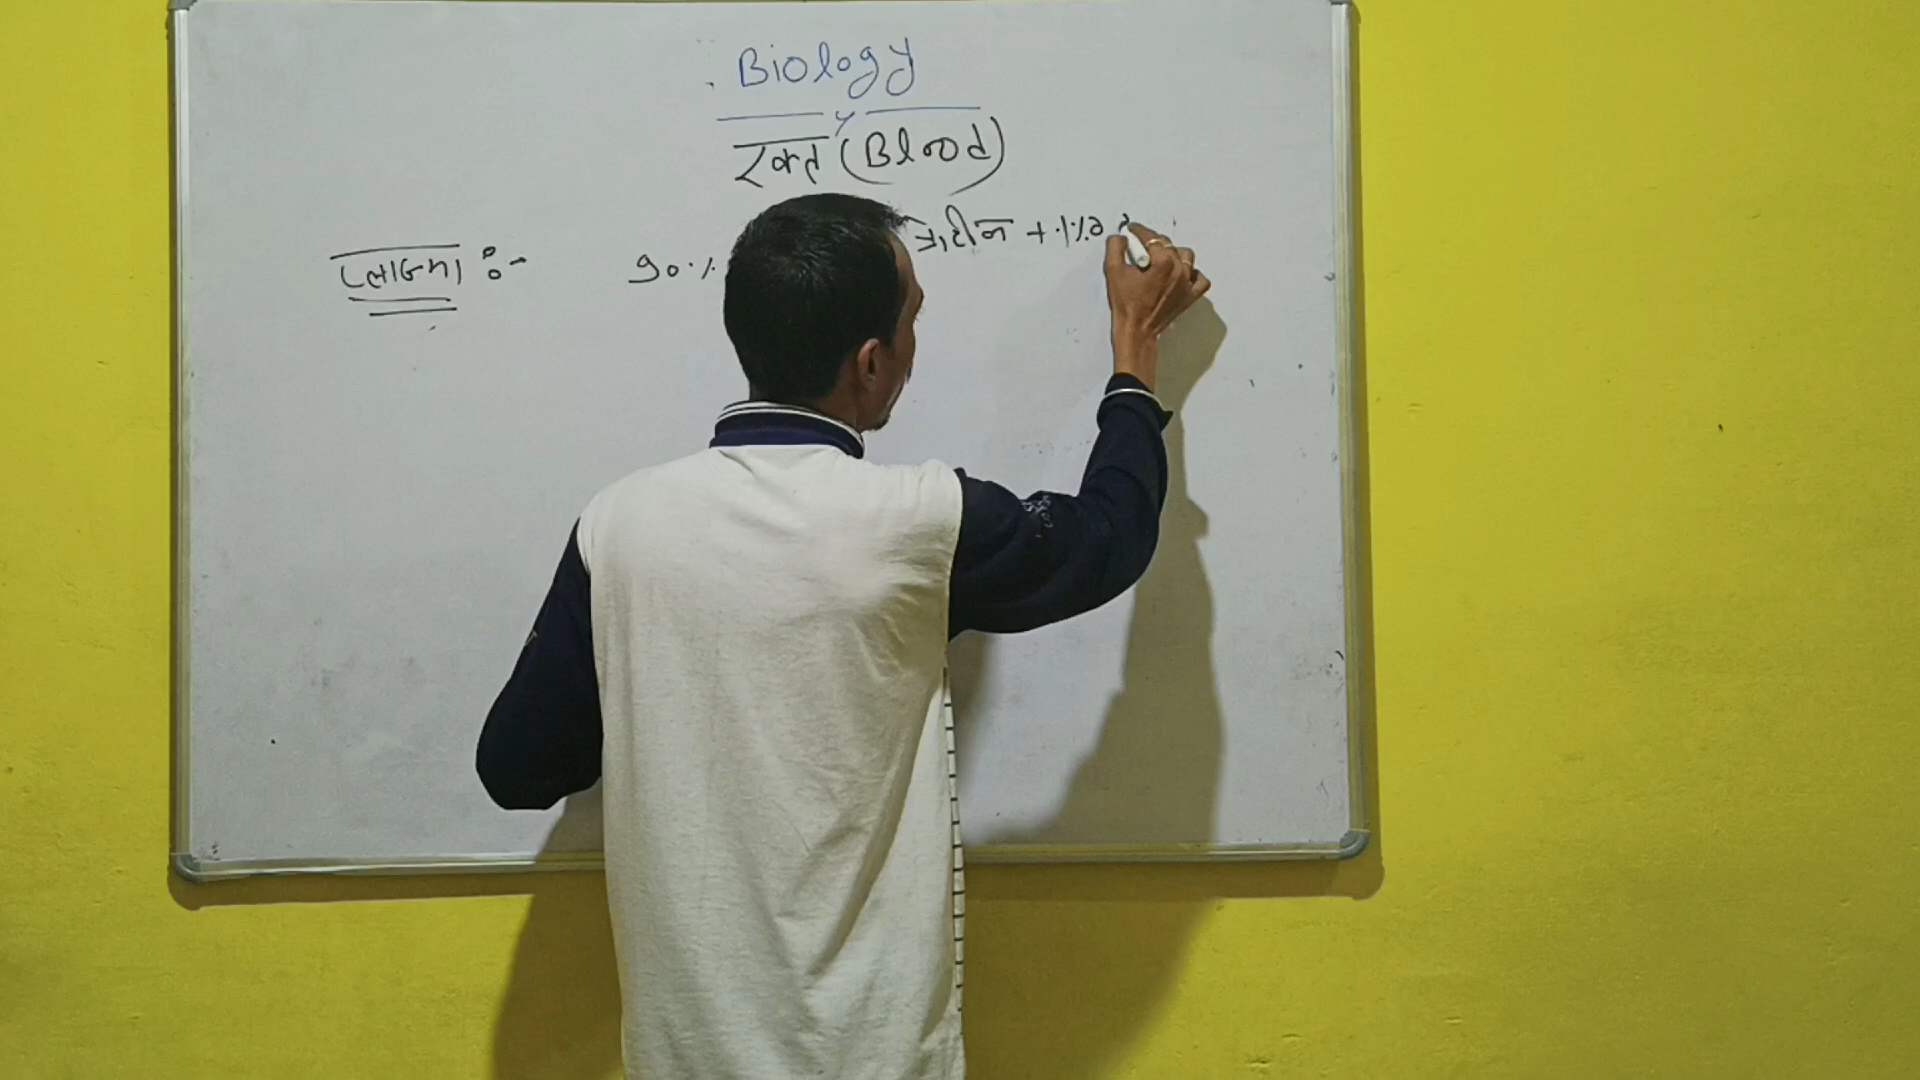 Biology
रक्त (Blood)
प्लाज्मा :- 90% प्रोटीन + 1%